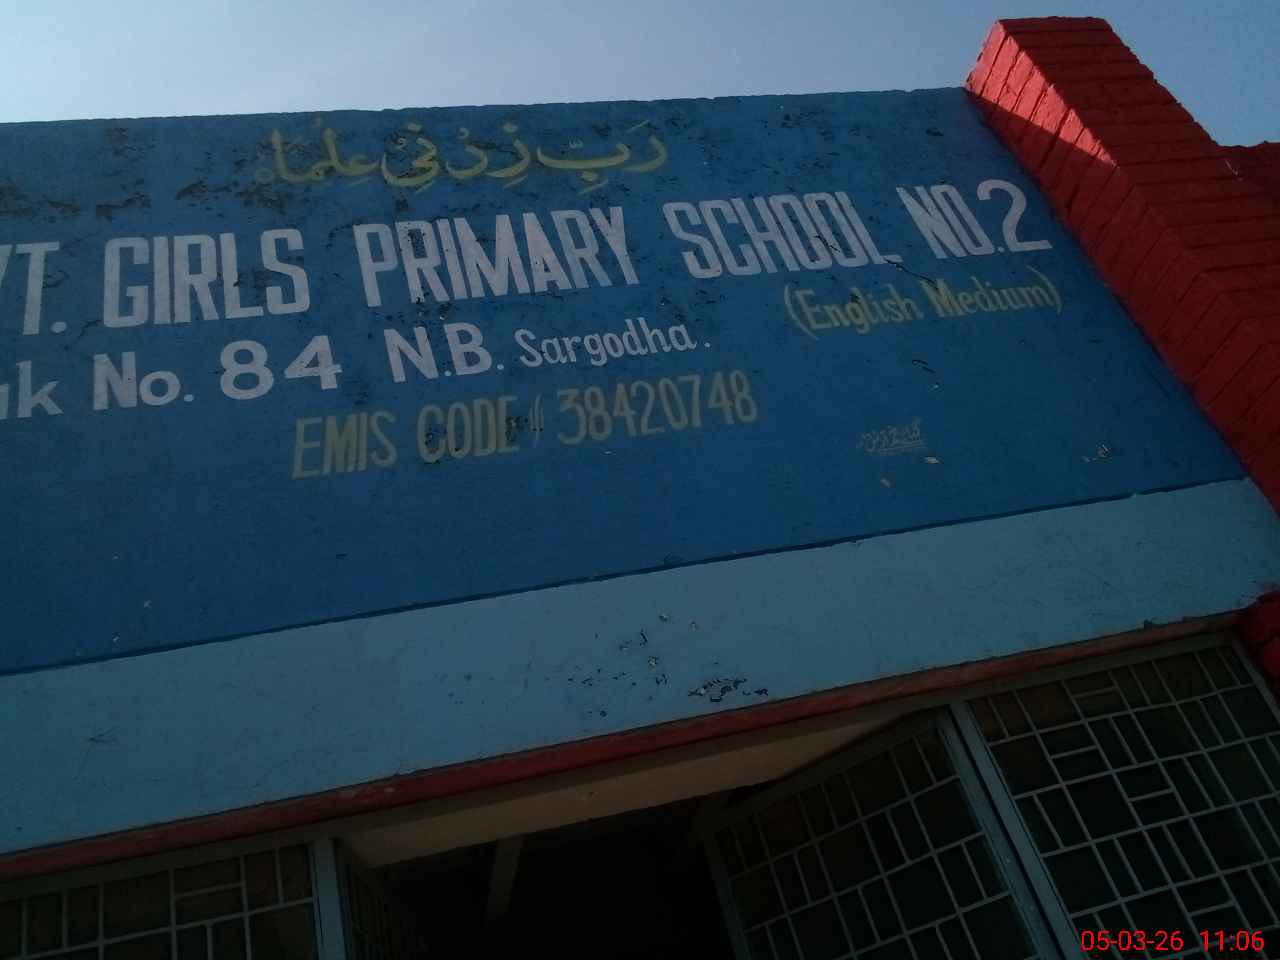 رَبِّ زِدْنِیْ عِلْمًا
VT. GIRLS PRIMARY SCHOOL NO.2
(English Medium)
uk No. 84 N.B. Sargodha.
EMIS CODE # 38420748
05-03-26 11:06